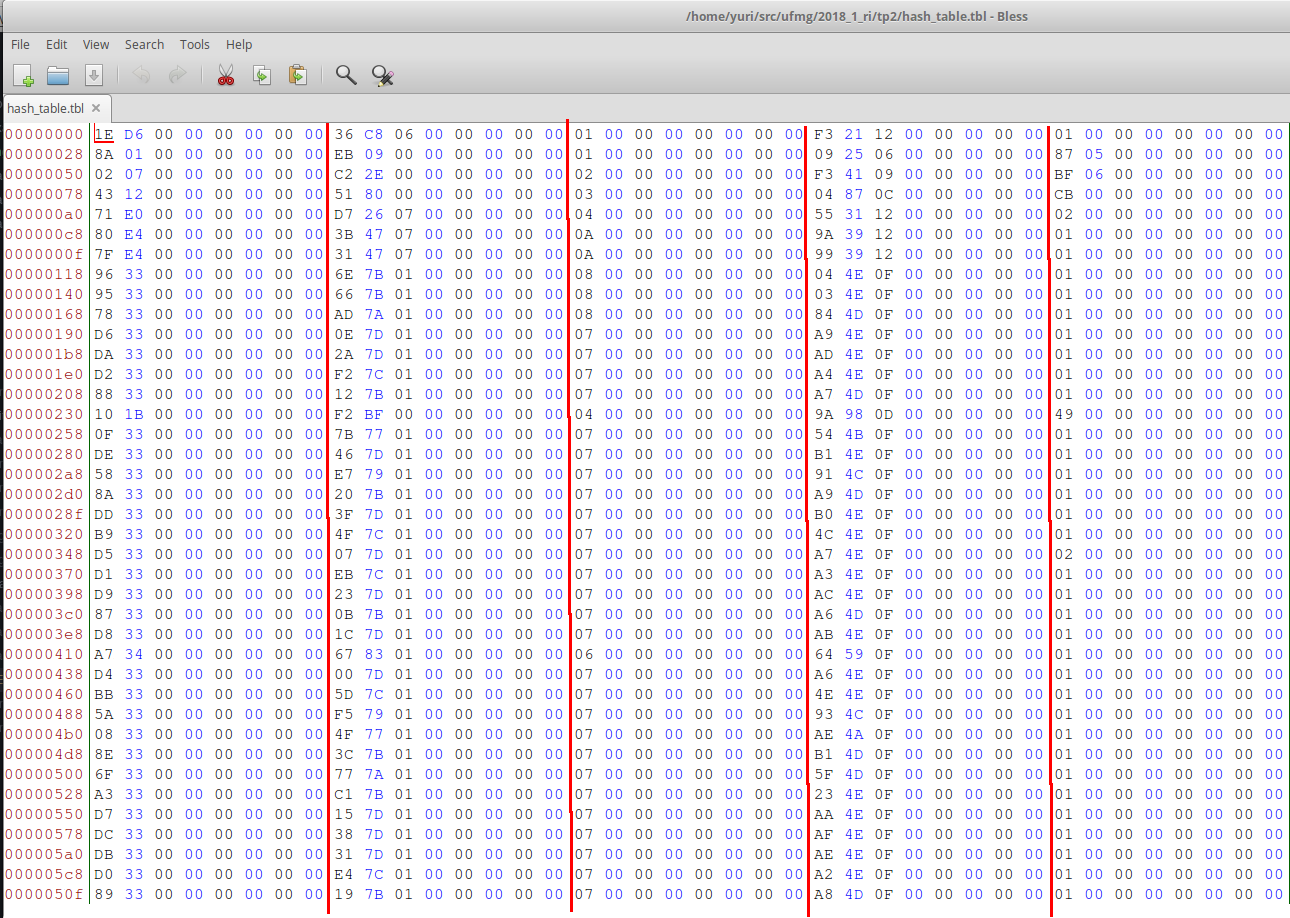 /home/yuri/src/ufmg/2018_1_ri/tp2/hash_table.tbl - Bless
File Edit View Search Tools Help
hash_table.tbl ×
00000000 1E D6 00 00 00 00 00 00 36 C8 06 00 00 00 00 00 01 00 00 00 00 00 00 00 F3 21 12 00 00 00 00 00 01 00 00 00 00 00 00 00
00000028 8A 01 00 00 00 00 00 00 EB 09 00 00 00 00 00 00 01 00 00 00 00 00 00 00 09 25 06 00 00 00 00 00 87 05 00 00 00 00 00 00
00000050 02 07 00 00 00 00 00 00 C2 2E 00 00 00 00 00 00 02 00 00 00 00 00 00 00 F3 41 09 00 00 00 00 00 BF 06 00 00 00 00 00 00
00000078 43 12 00 00 00 00 00 00 51 80 00 00 00 00 00 00 03 00 00 00 00 00 00 00 04 87 0C 00 00 00 00 00 CB 00 00 00 00 00 00 00
000000a0 71 E0 00 00 00 00 00 00 D7 26 07 00 00 00 00 00 04 00 00 00 00 00 00 00 55 31 12 00 00 00 00 00 02 00 00 00 00 00 00 00
000000c8 80 E4 00 00 00 00 00 00 3B 47 07 00 00 00 00 00 0A 00 00 00 00 00 00 00 9A 39 12 00 00 00 00 00 01 00 00 00 00 00 00 00
0000000f 7F E4 00 00 00 00 00 00 31 47 07 00 00 00 00 00 0A 00 00 00 00 00 00 00 99 39 12 00 00 00 00 00 01 00 00 00 00 00 00 00
00000118 96 33 00 00 00 00 00 00 6E 7B 01 00 00 00 00 00 08 00 00 00 00 00 00 00 04 4E 0F 00 00 00 00 00 01 00 00 00 00 00 00 00
00000140 95 33 00 00 00 00 00 00 66 7B 01 00 00 00 00 00 08 00 00 00 00 00 00 00 03 4E 0F 00 00 00 00 00 01 00 00 00 00 00 00 00
00000168 78 33 00 00 00 00 00 00 AD 7A 01 00 00 00 00 00 08 00 00 00 00 00 00 00 84 4D 0F 00 00 00 00 00 01 00 00 00 00 00 00 00
00000190 D6 33 00 00 00 00 00 00 0E 7D 01 00 00 00 00 00 07 00 00 00 00 00 00 00 A9 4E 0F 00 00 00 00 00 01 00 00 00 00 00 00 00
000001b8 DA 33 00 00 00 00 00 00 2A 7D 01 00 00 00 00 00 07 00 00 00 00 00 00 00 AD 4E 0F 00 00 00 00 00 01 00 00 00 00 00 00 00
000001e0 D2 33 00 00 00 00 00 00 F2 7C 01 00 00 00 00 00 07 00 00 00 00 00 00 00 A4 4E 0F 00 00 00 00 00 01 00 00 00 00 00 00 00
00000208 88 33 00 00 00 00 00 00 12 7B 01 00 00 00 00 00 07 00 00 00 00 00 00 00 A7 4D 0F 00 00 00 00 00 01 00 00 00 00 00 00 00
00000230 10 1B 00 00 00 00 00 00 F2 BF 00 00 00 00 00 00 04 00 00 00 00 00 00 00 9A 98 0D 00 00 00 00 00 49 00 00 00 00 00 00 00
00000258 0F 33 00 00 00 00 00 00 7B 77 01 00 00 00 00 00 07 00 00 00 00 00 00 00 54 4B 0F 00 00 00 00 00 01 00 00 00 00 00 00 00
00000280 DE 33 00 00 00 00 00 00 46 7D 01 00 00 00 00 00 07 00 00 00 00 00 00 00 B1 4E 0F 00 00 00 00 00 01 00 00 00 00 00 00 00
000002a8 58 33 00 00 00 00 00 00 E7 79 01 00 00 00 00 00 07 00 00 00 00 00 00 00 91 4C 0F 00 00 00 00 00 01 00 00 00 00 00 00 00
000002d0 8A 33 00 00 00 00 00 00 20 7B 01 00 00 00 00 00 07 00 00 00 00 00 00 00 A9 4D 0F 00 00 00 00 00 01 00 00 00 00 00 00 00
0000028f DD 33 00 00 00 00 00 00 3F 7D 01 00 00 00 00 00 07 00 00 00 00 00 00 00 B0 4E 0F 00 00 00 00 00 01 00 00 00 00 00 00 00
00000320 B9 33 00 00 00 00 00 00 4F 7C 01 00 00 00 00 00 07 00 00 00 00 00 00 00 4C 4E 0F 00 00 00 00 00 01 00 00 00 00 00 00 00
00000348 D5 33 00 00 00 00 00 00 07 7D 01 00 00 00 00 00 07 00 00 00 00 00 00 00 A7 4E 0F 00 00 00 00 00 02 00 00 00 00 00 00 00
00000370 D1 33 00 00 00 00 00 00 EB 7C 01 00 00 00 00 00 07 00 00 00 00 00 00 00 A3 4E 0F 00 00 00 00 00 01 00 00 00 00 00 00 00
00000398 D9 33 00 00 00 00 00 00 23 7D 01 00 00 00 00 00 07 00 00 00 00 00 00 00 AC 4E 0F 00 00 00 00 00 01 00 00 00 00 00 00 00
000003c0 87 33 00 00 00 00 00 00 0B 7B 01 00 00 00 00 00 07 00 00 00 00 00 00 00 A6 4D 0F 00 00 00 00 00 01 00 00 00 00 00 00 00
000003e8 D8 33 00 00 00 00 00 00 1C 7D 01 00 00 00 00 00 07 00 00 00 00 00 00 00 AB 4E 0F 00 00 00 00 00 01 00 00 00 00 00 00 00
00000410 A7 34 00 00 00 00 00 00 67 83 01 00 00 00 00 00 06 00 00 00 00 00 00 00 64 59 0F 00 00 00 00 00 01 00 00 00 00 00 00 00
00000438 D4 33 00 00 00 00 00 00 00 7D 01 00 00 00 00 00 07 00 00 00 00 00 00 00 A6 4E 0F 00 00 00 00 00 01 00 00 00 00 00 00 00
00000460 BB 33 00 00 00 00 00 00 5D 7C 01 00 00 00 00 00 07 00 00 00 00 00 00 00 4E 4E 0F 00 00 00 00 00 01 00 00 00 00 00 00 00
00000488 5A 33 00 00 00 00 00 00 F5 79 01 00 00 00 00 00 07 00 00 00 00 00 00 00 93 4C 0F 00 00 00 00 00 01 00 00 00 00 00 00 00
000004b0 08 33 00 00 00 00 00 00 4F 77 01 00 00 00 00 00 07 00 00 00 00 00 00 00 AE 4A 0F 00 00 00 00 00 01 00 00 00 00 00 00 00
000004d8 8E 33 00 00 00 00 00 00 3C 7B 01 00 00 00 00 00 07 00 00 00 00 00 00 00 B1 4D 0F 00 00 00 00 00 01 00 00 00 00 00 00 00
00000500 6F 33 00 00 00 00 00 00 77 7A 01 00 00 00 00 00 07 00 00 00 00 00 00 00 5F 4D 0F 00 00 00 00 00 01 00 00 00 00 00 00 00
00000528 A3 33 00 00 00 00 00 00 C1 7B 01 00 00 00 00 00 07 00 00 00 00 00 00 00 23 4E 0F 00 00 00 00 00 01 00 00 00 00 00 00 00
00000550 D7 33 00 00 00 00 00 00 15 7D 01 00 00 00 00 00 07 00 00 00 00 00 00 00 AA 4E 0F 00 00 00 00 00 01 00 00 00 00 00 00 00
00000578 DC 33 00 00 00 00 00 00 38 7D 01 00 00 00 00 00 07 00 00 00 00 00 00 00 AF 4E 0F 00 00 00 00 00 01 00 00 00 00 00 00 00
000005a0 DB 33 00 00 00 00 00 00 31 7D 01 00 00 00 00 00 07 00 00 00 00 00 00 00 AE 4E 0F 00 00 00 00 00 01 00 00 00 00 00 00 00
000005c8 D0 33 00 00 00 00 00 00 E4 7C 01 00 00 00 00 00 07 00 00 00 00 00 00 00 A2 4E 0F 00 00 00 00 00 01 00 00 00 00 00 00 00
0000050f 89 33 00 00 00 00 00 00 19 7B 01 00 00 00 00 00 07 00 00 00 00 00 00 00 A8 4D 0F 00 00 00 00 00 01 00 00 00 00 00 00 00